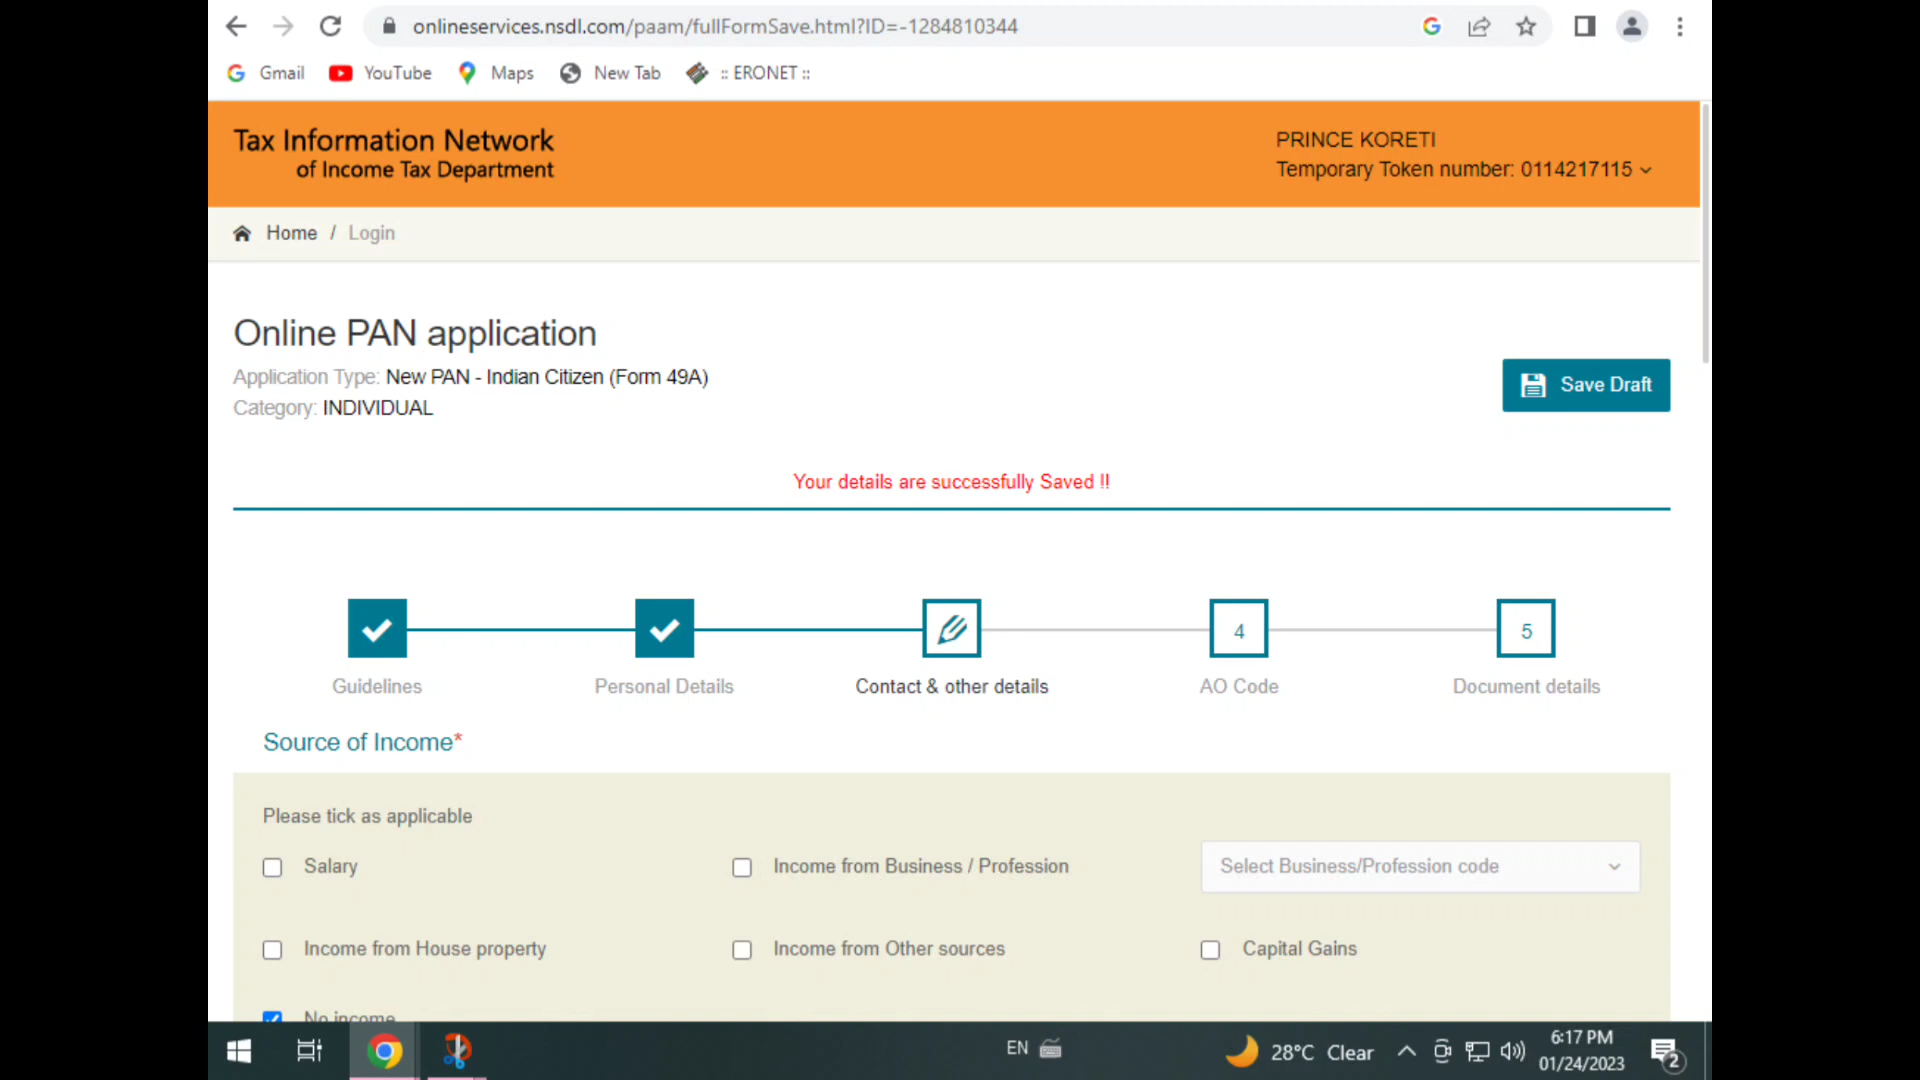 onlineservices.nsdl.com/paam/fullFormSave.html?ID=-1284810344
Gmail YouTube Maps New Tab :: ERONET ::
Tax Information Network
of Income Tax Department
PRINCE KORETI
Temporary Token number: 0114217115
Home / Login
Online PAN application
Application Type: New PAN - Indian Citizen (Form 49A)
Category: INDIVIDUAL
Save Draft
Your details are successfully Saved !!
4 5
Guidelines Personal Details Contact & other details AO Code Document details
Source of Income*
Please tick as applicable
Salary Income from Business / Profession Select Business/Profession code
Income from House property Income from Other sources Capital Gains
No income
EN 28°C Clear 6:17 PM
01/24/2023 2